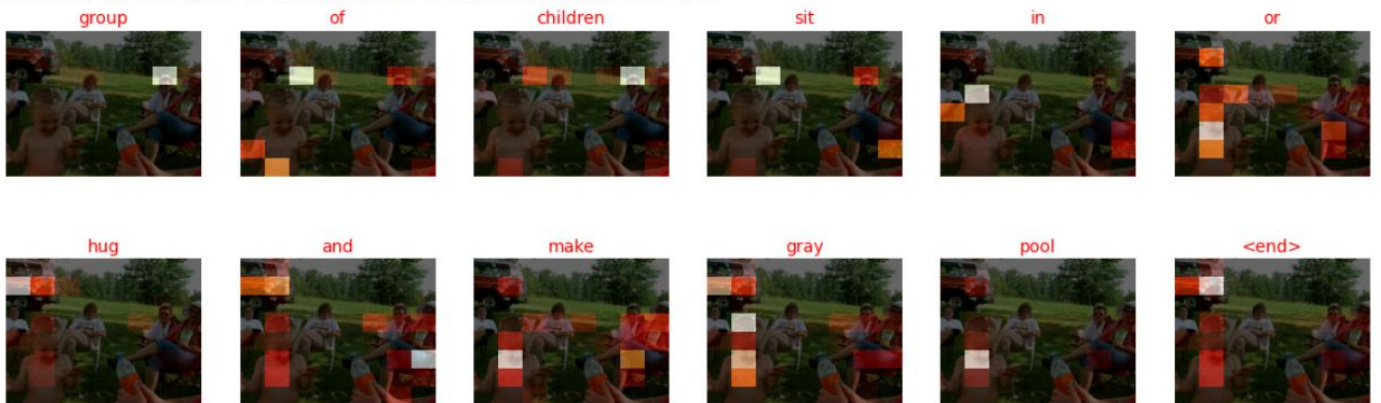 group of children sit in or
hug and make gray pool <end>